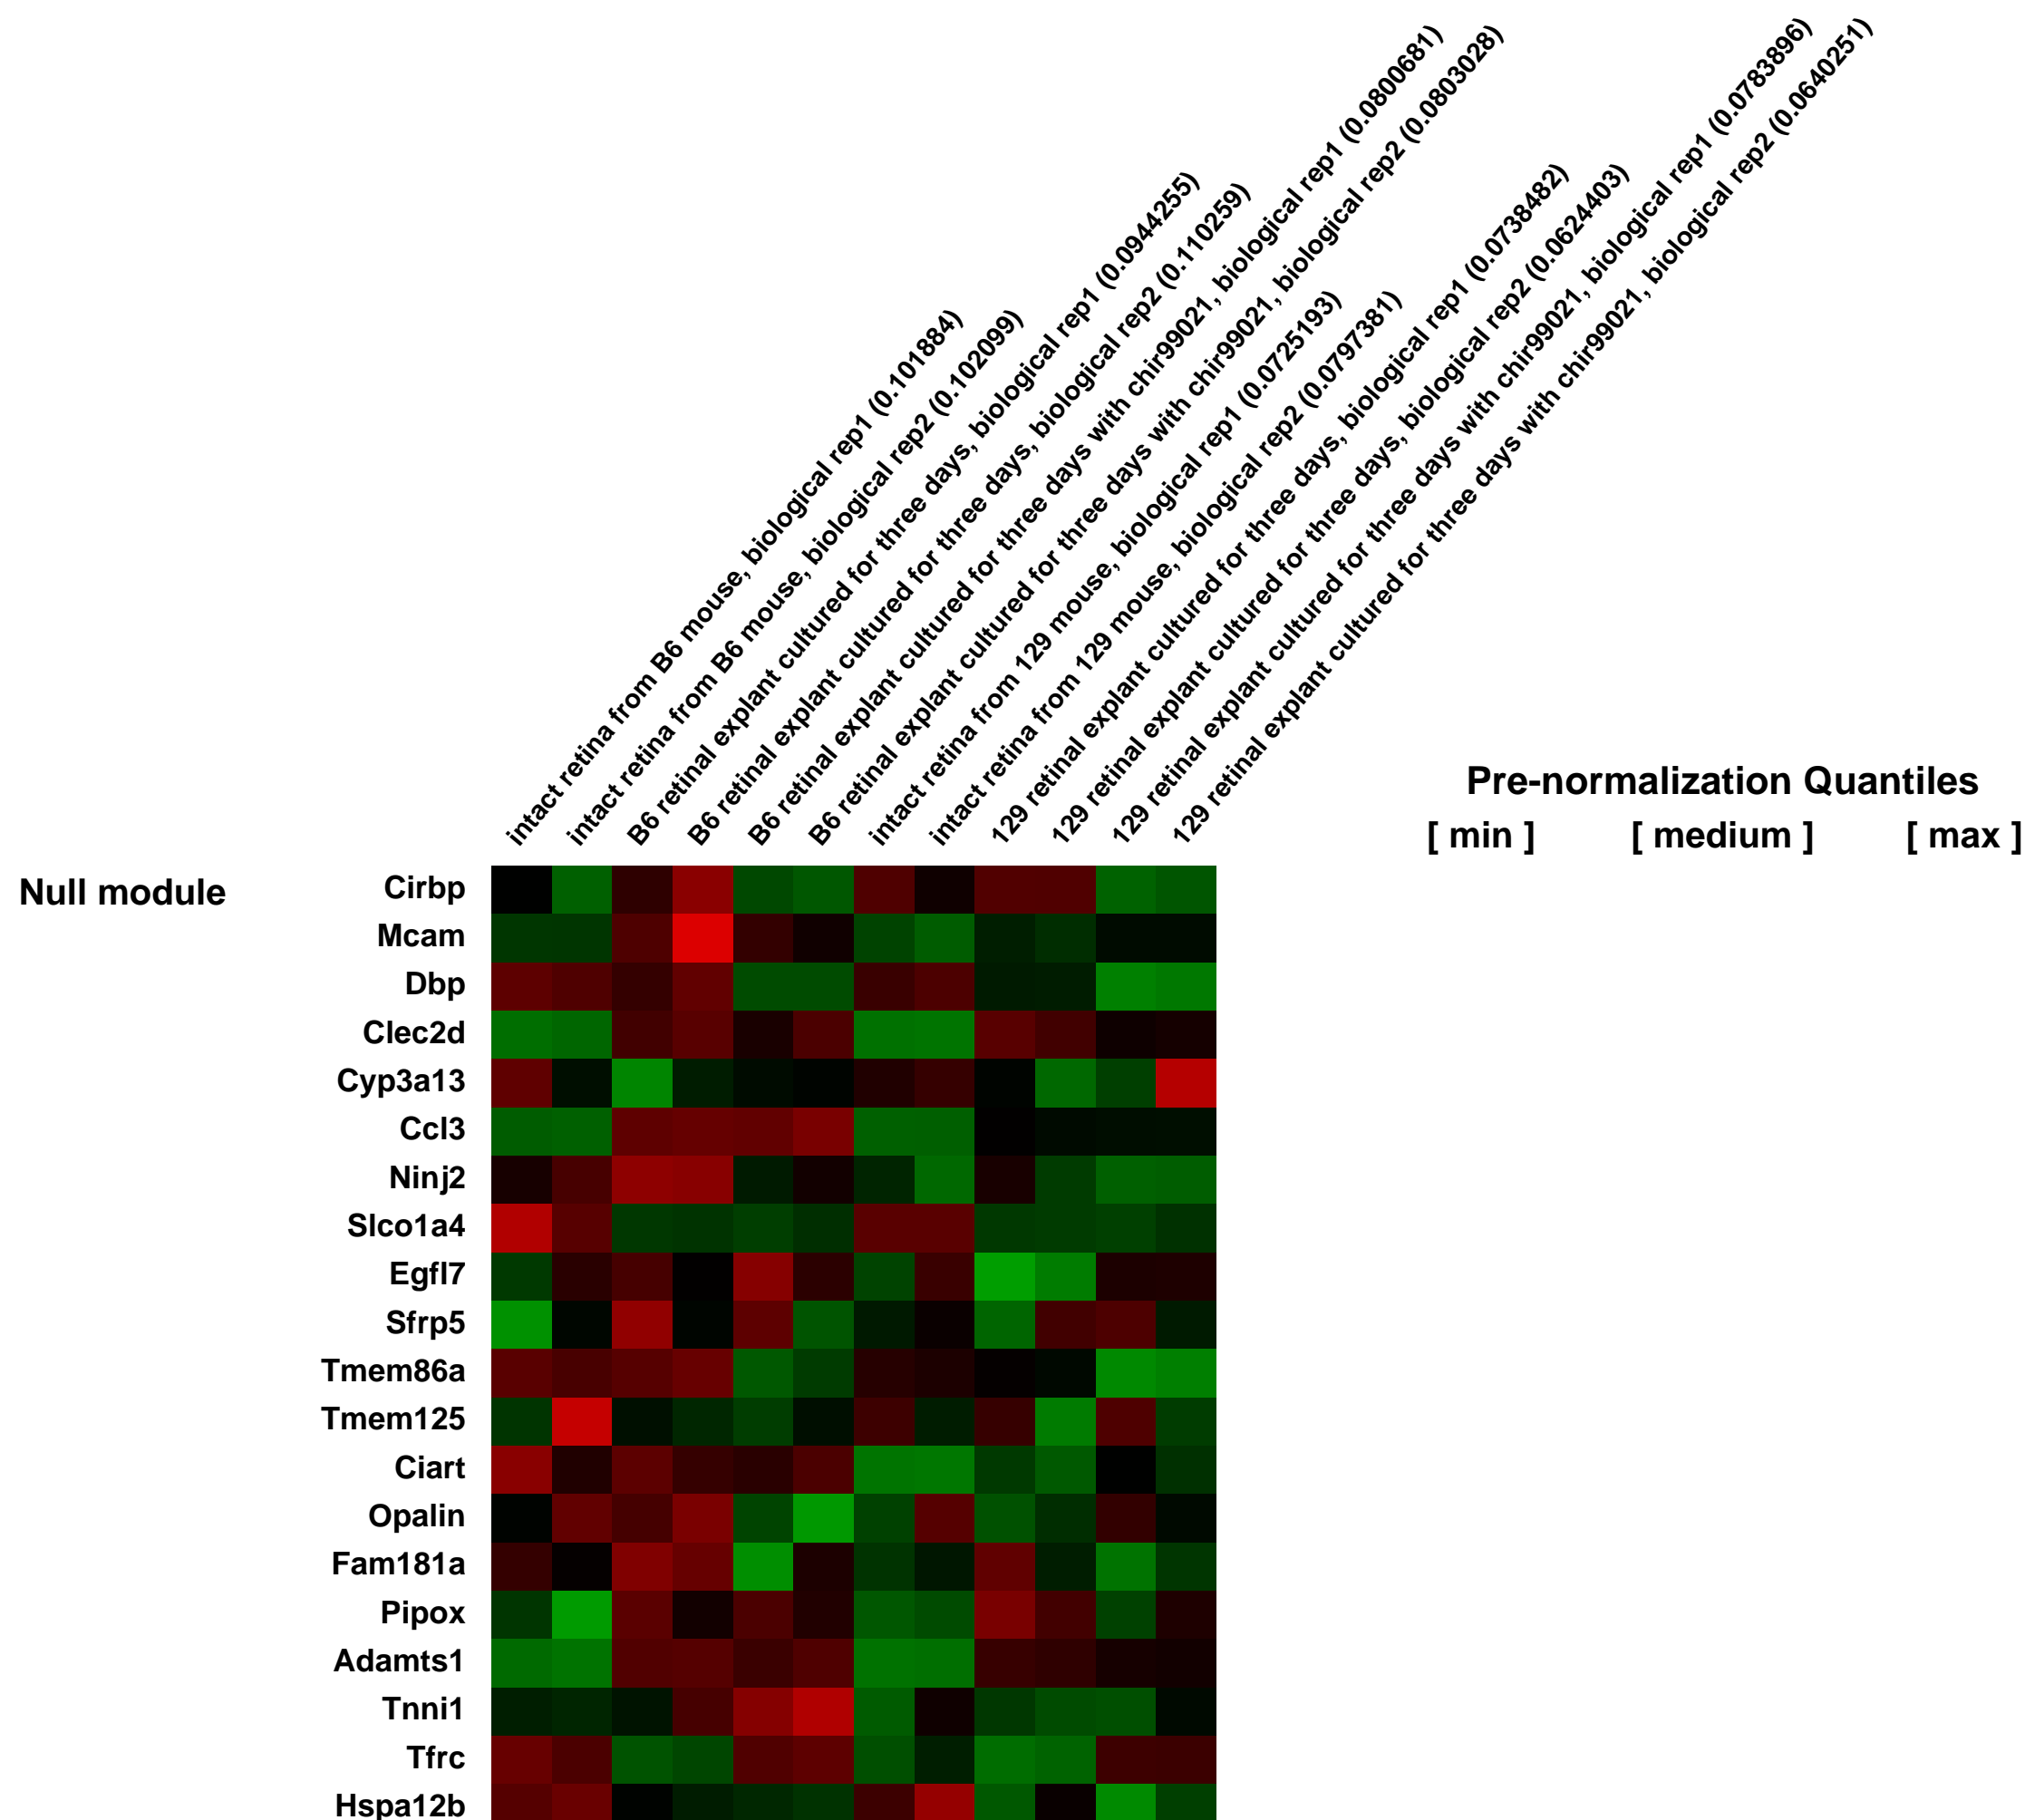 intact retina from B6 mouse, biological rep1 (0.101884)
intact retina from B6 mouse, biological rep2 (0.102099)
B6 retinal explant cultured for three days, biological rep1 (0.0944255)
B6 retinal explant cultured for three days, biological rep2 (0.110259)
B6 retinal explant cultured for three days with chir99021, biological rep1 (0.0800681)
B6 retinal explant cultured for three days with chir99021, biological rep2 (0.0803028)
intact retina from 129 mouse, biological rep1 (0.0725193)
intact retina from 129 mouse, biological rep2 (0.0797381)
129 retinal explant cultured for three days, biological rep1 (0.0738482)
129 retinal explant cultured for three days, biological rep2 (0.0624403)
129 retinal explant cultured for three days with chir99021, biological rep1 (0.0783896)
129 retinal explant cultured for three days with chir99021, biological rep2 (0.0640251)
Pre-normalization Quantiles
[ min ] [ medium ] [ max ]
Null module
Cirbp
Mcam
Dbp
Clec2d
Cyp3a13
Ccl3
Ninj2
Slco1a4
Egfl7
Sfrp5
Tmem86a
Tmem125
Ciart
Opalin
Fam181a
Pipox
Adamts1
Tnni1
Tfrc
Hspa12b